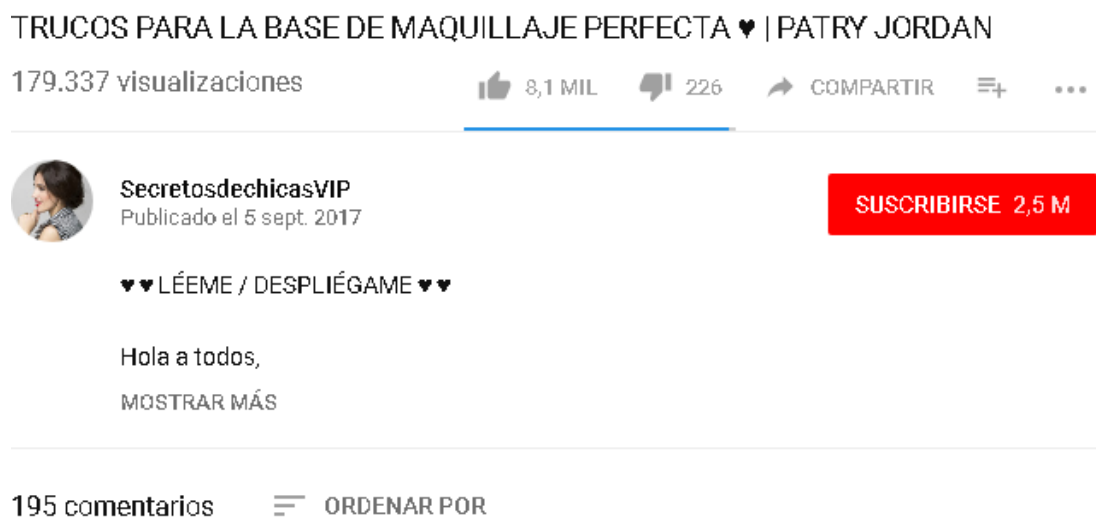 TRUCOS PARA LA BASE DE MAQUILLAJE PERFECTA ♥ | PATRY JORDAN
179.337 visualizaciones 8,1 MIL 226 COMPARTIR
SecretosdechicasVIP
Publicado el 5 sept. 2017
SUSCRIBIRSE 2,5 M
♥♥ LÉEME / DESPLIÉGAME ♥♥
Hola a todos,
MOSTRAR MÁS
195 comentarios ORDENAR POR